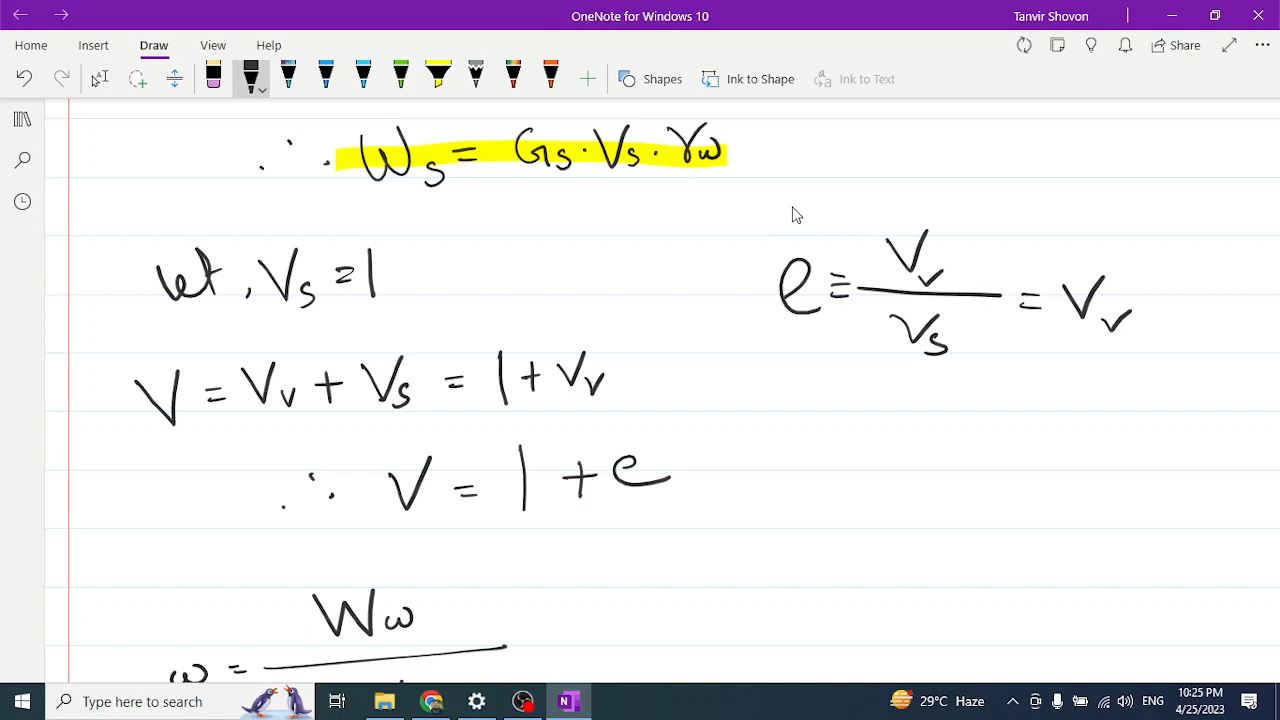 OneNote for Windows 10
Tanvir Shovon
Home Insert Draw View Help
Share
Shapes
Ink to Shape
Ink to Text
∴ Ws = Gs · Vs · γω
let, Vs = 1
e ≡ Vv / Vs = Vv
V = Vv + Vs = 1 + Vv
∴ V = 1 + e
Wω
ω =
Type here to search
29°C Haze
ENG
10:25 PM
4/25/2023